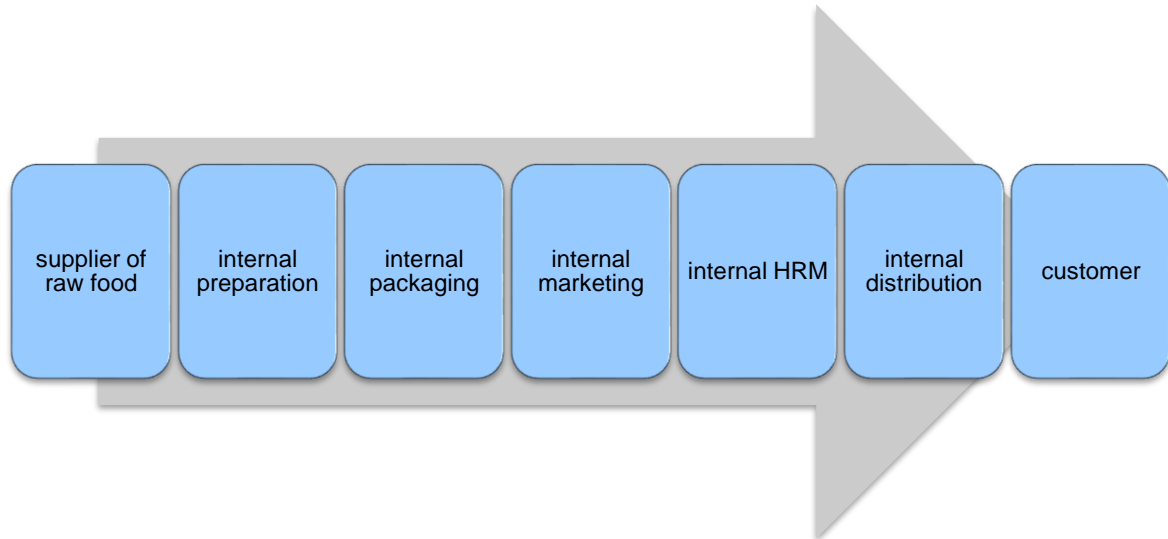 supplier of
raw food
internal
preparation
internal
packaging
internal
marketing
internal HRM
internal
distribution
customer